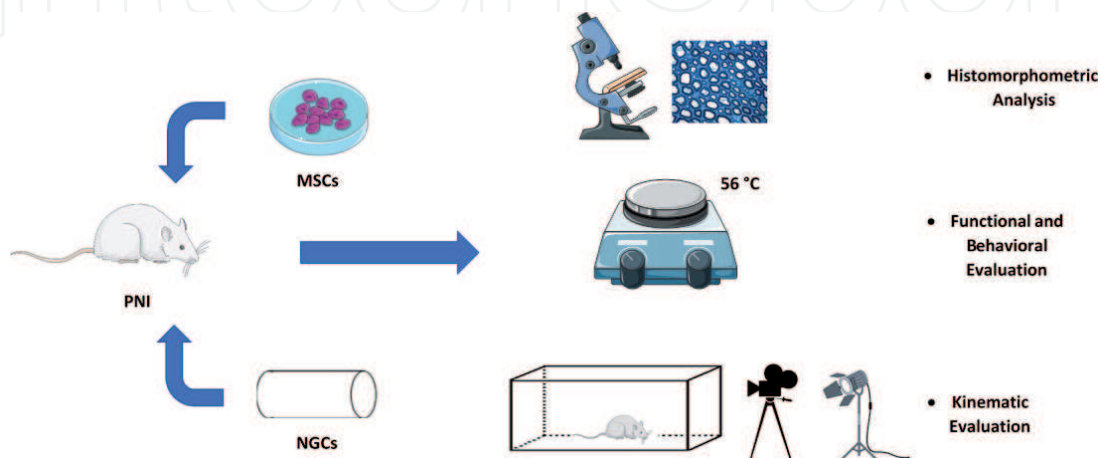 MSCs
56 °C
PNI
NGCs
• Histomorphometric
Analysis
• Functional and
Behavioral
Evaluation
• Kinematic
Evaluation